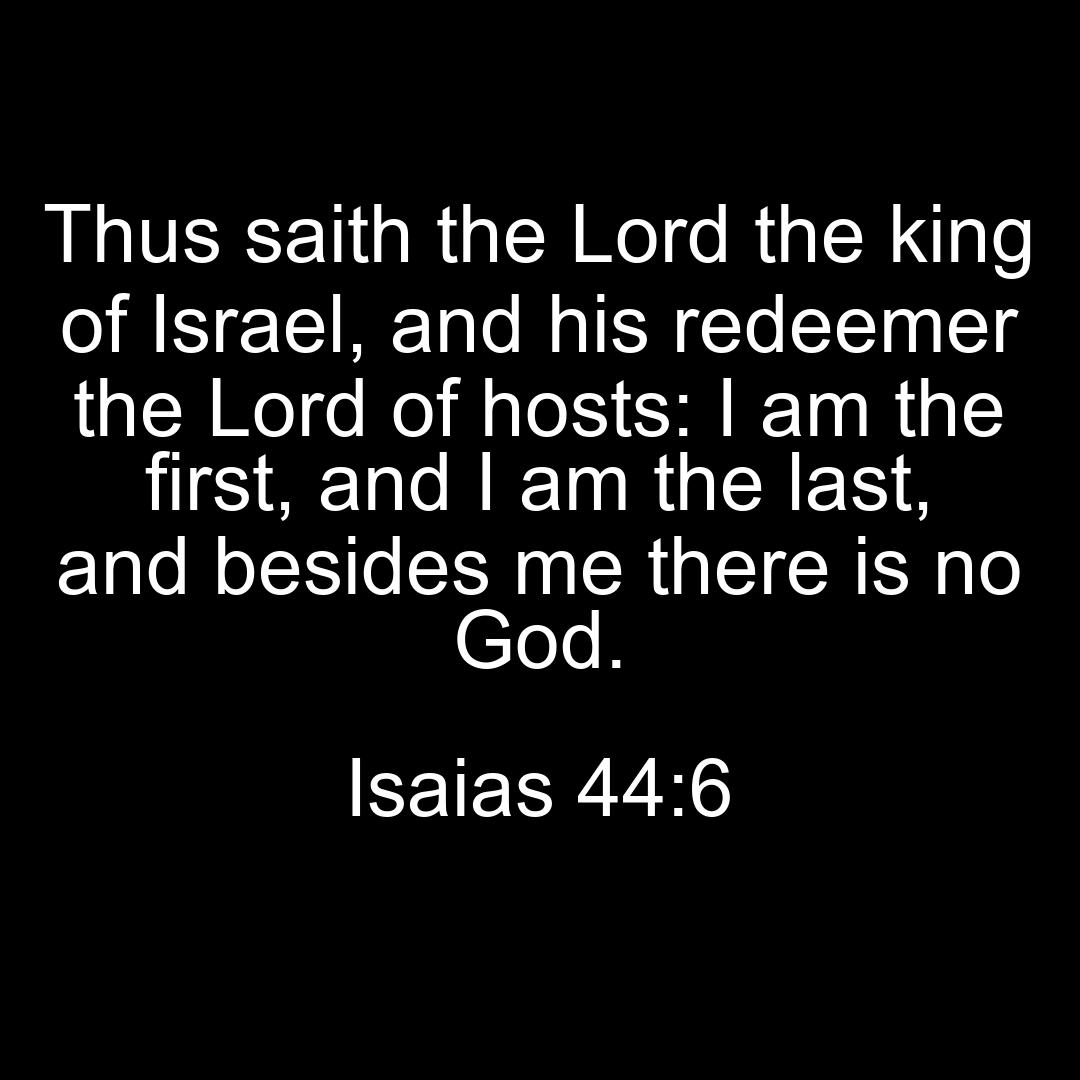 Thus saith the Lord the king
of Israel, and his redeemer
the Lord of hosts: I am the
first, and I am the last,
and besides me there is no
God.
Isaias 44:6